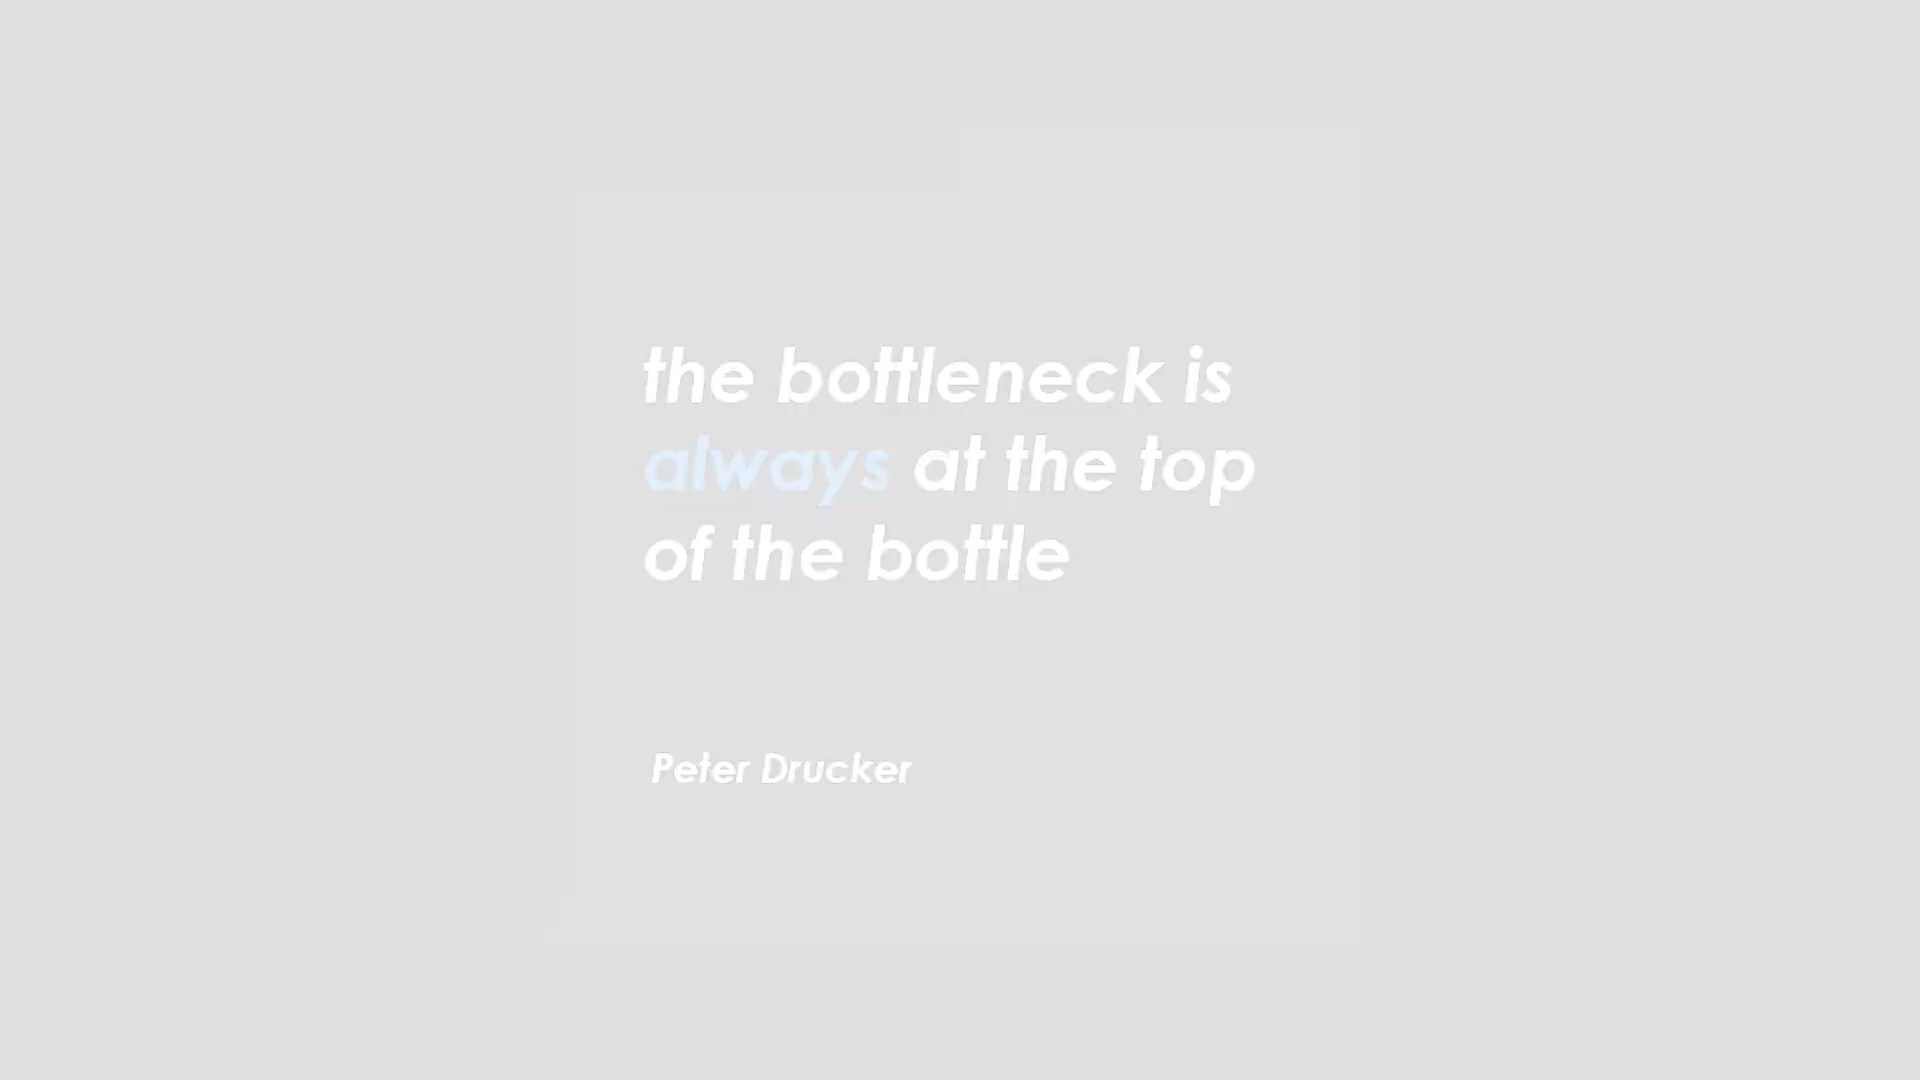 the bottleneck is
always at the top
of the bottle
Peter Drucker